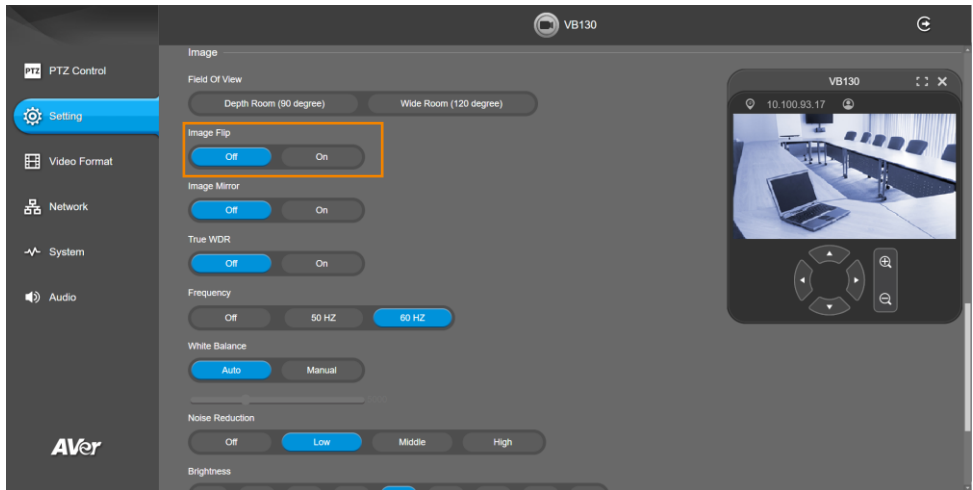 VB130
PTZ PTZ Control
Setting
Video Format
Network
System
Audio
AVer
Image
Field Of View
Depth Room (90 degree) Wide Room (120 degree)
Image Flip
Off On
Image Mirror
Off On
True WDR
Off On
Frequency
Off 50 HZ 60 HZ
White Balance
Auto Manual
Noise Reduction
Off Low Middle High
Brightness
VB130
10.100.93.17